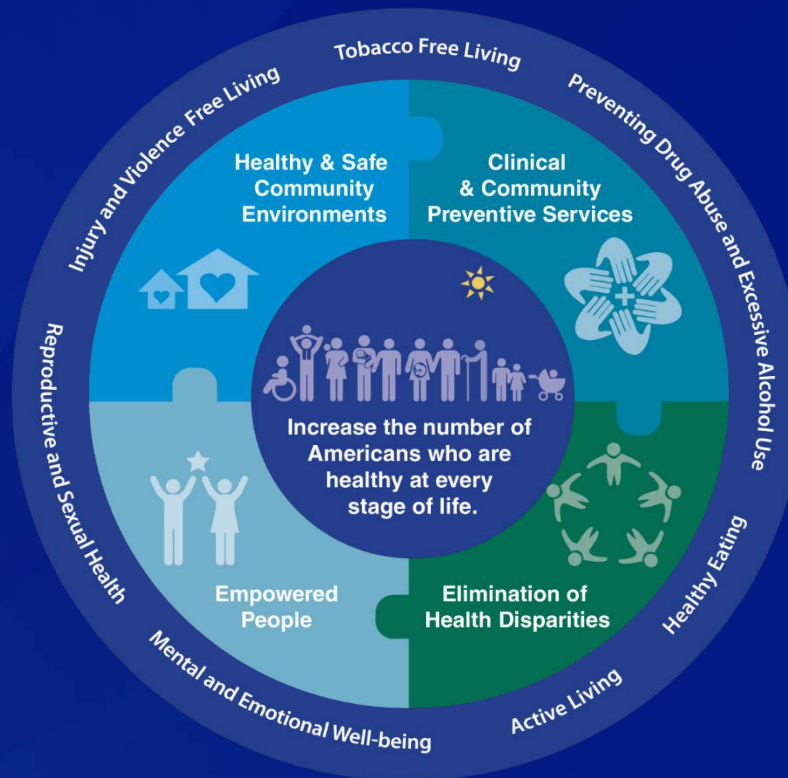 Tobacco Free Living
Preventing Drug Abuse and Excessive Alcohol Use
Healthy Eating
Active Living
Mental and Emotional Well-being
Reproductive and Sexual Health
Injury and Violence Free Living
Healthy & Safe
Community
Environments
Clinical
& Community
Preventive Services
Increase the number of
Americans who are
healthy at every
stage of life.
Empowered
People
Elimination of
Health Disparities